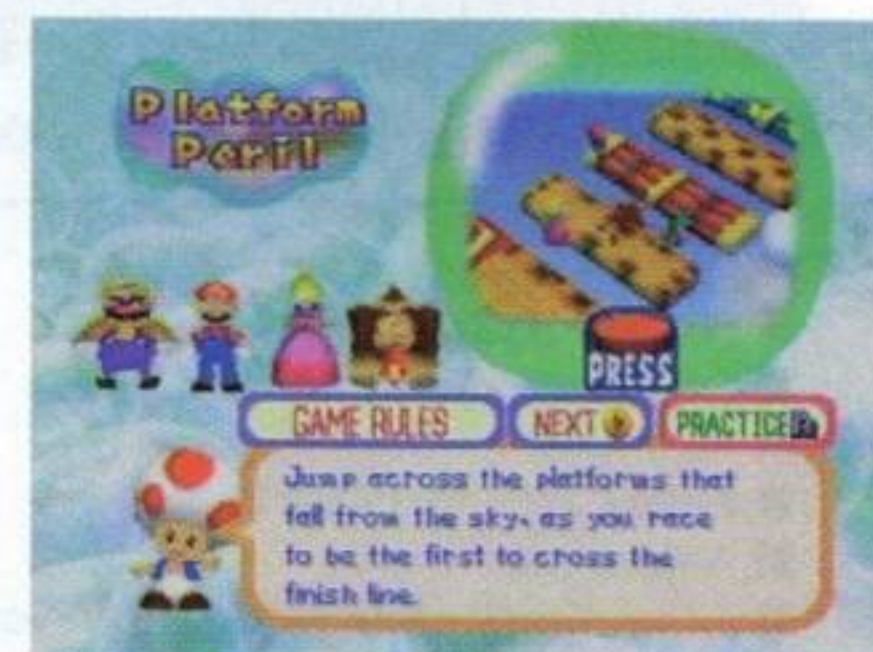 Platform
Peril
PRESS
GAME RULES
NEXT
PRACTICE
Jump across the platforms that
fall from the sky, as you race
to be the first to cross the
finish line.